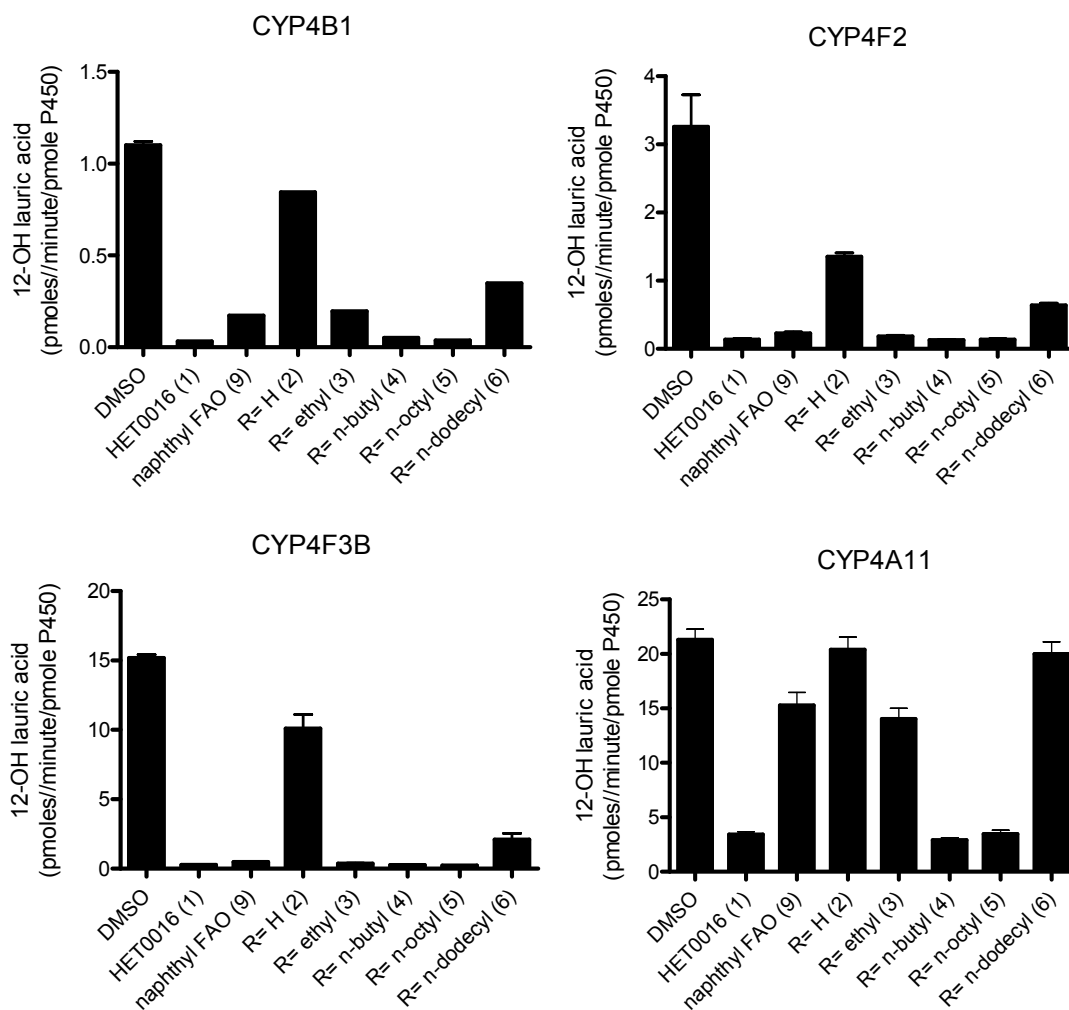 CYP4B1
12-OH lauric acid
(pmoles//minute/pmole P450)
1.5
1.0
0.5
0.0
DMSO
HET0016 (1)
naphthyl FAO (9)
R= H (2)
R= ethyl (3)
R= n-butyl (4)
R= n-octyl (5)
R= n-dodecyl (6)
CYP4F2
12-OH lauric acid
(pmoles//minute/pmole P450)
4
3
2
1
0
DMSO
HET0016 (1)
naphthyl FAO (9)
R= H (2)
R= ethyl (3)
R= n-butyl (4)
R= n-octyl (5)
R= n-dodecyl (6)
CYP4F3B
12-OH lauric acid
(pmoles//minute/pmole P450)
20
15
10
5
0
DMSO
HET0016 (1)
naphthyl FAO (9)
R= H (2)
R= ethyl (3)
R= n-butyl (4)
R= n-octyl (5)
R= n-dodecyl (6)
CYP4A11
12-OH lauric acid
(pmoles//minute/pmole P450)
25
20
15
10
5
0
DMSO
HET0016 (1)
naphthyl FAO (9)
R= H (2)
R= ethyl (3)
R= n-butyl (4)
R= n-octyl (5)
R= n-dodecyl (6)